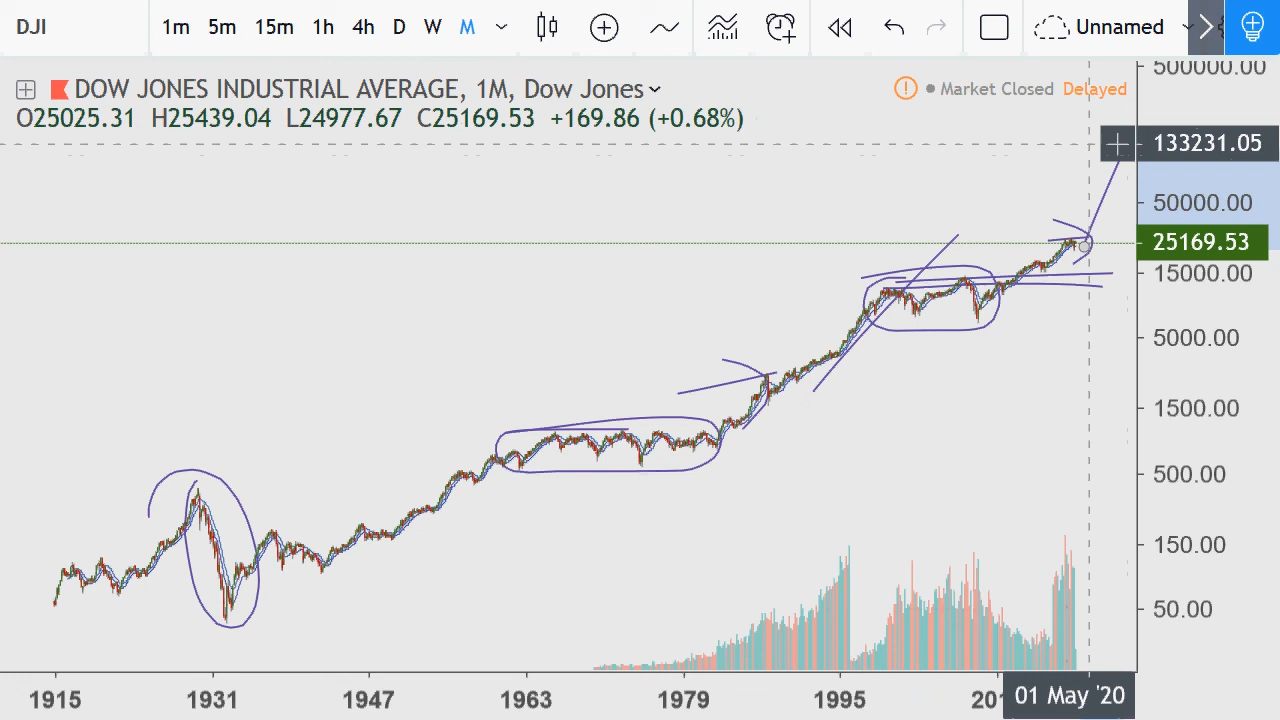 DJI 1m 5m 15m 1h 4h D W M Unnamed
DOW JONES INDUSTRIAL AVERAGE, 1M, Dow Jones
Market Closed Delayed
O25025.31 H25439.04 L24977.67 C25169.53 +169.86 (+0.68%)
500000.00
133231.05
50000.00
25169.53
15000.00
5000.00
1500.00
500.00
150.00
50.00
1915 1931 1947 1963 1979 1995 01 May '20